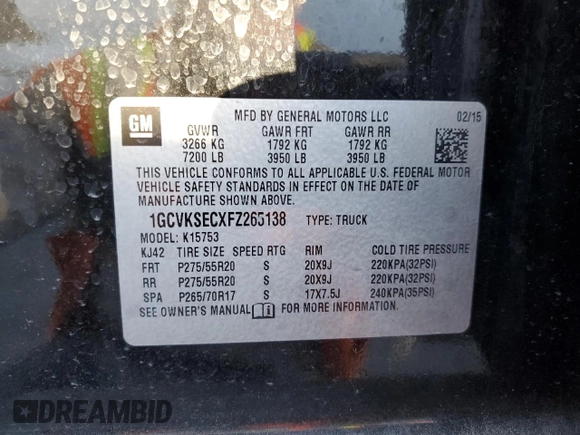 GM
MFD BY GENERAL MOTORS LLC 02/15
GVWR GAWR FRT GAWR RR
3266 KG 1792 KG 1792 KG
7200 LB 3950 LB 3950 LB
THIS VEHICLE CONFORMS TO ALL APPLICABLE U.S. FEDERAL MOTOR
VEHICLE SAFETY STANDARDS IN EFFECT ON THE DATE OF
MANUFACTURE SHOWN ABOVE.
1GCVKSECXFZ265138 TYPE: TRUCK
MODEL: K15753
KJ42 TIRE SIZE SPEED RTG RIM COLD TIRE PRESSURE
FRT P275/55R20 S 20X9J 220KPA(32PSI)
RR P275/55R20 S 20X9J 220KPA(32PSI)
SPA P265/70R17 S 17X7.5J 240KPA(35PSI)
SEE OWNER'S MANUAL FOR MORE INFORMATION.
DREAMBID